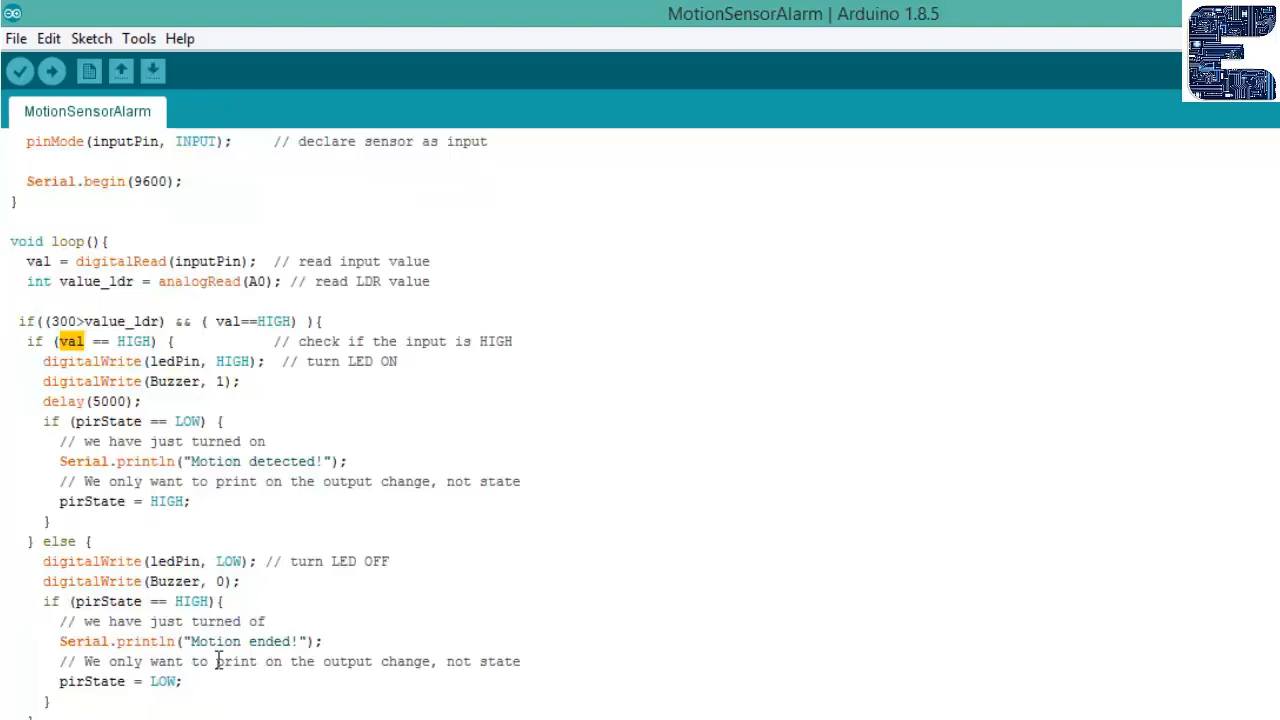 MotionSensorAlarm | Arduino 1.8.5
File Edit Sketch Tools Help
MotionSensorAlarm
pinMode(inputPin, INPUT);     // declare sensor as input
Serial.begin(9600);
}
void loop(){
val = digitalRead(inputPin);  // read input value
int value_ldr = analogRead(A0); // read LDR value
if((300>value_ldr) && ( val==HIGH) ){
if (val == HIGH) {            // check if the input is HIGH
digitalWrite(ledPin, HIGH);  // turn LED ON
digitalWrite(Buzzer, 1);
delay(5000);
if (pirState == LOW) {
// we have just turned on
Serial.println("Motion detected!");
// We only want to print on the output change, not state
pirState = HIGH;
}
} else {
digitalWrite(ledPin, LOW); // turn LED OFF
digitalWrite(Buzzer, 0);
if (pirState == HIGH){
// we have just turned of
Serial.println("Motion ended!");
// We only want to print on the output change, not state
pirState = LOW;
}
}